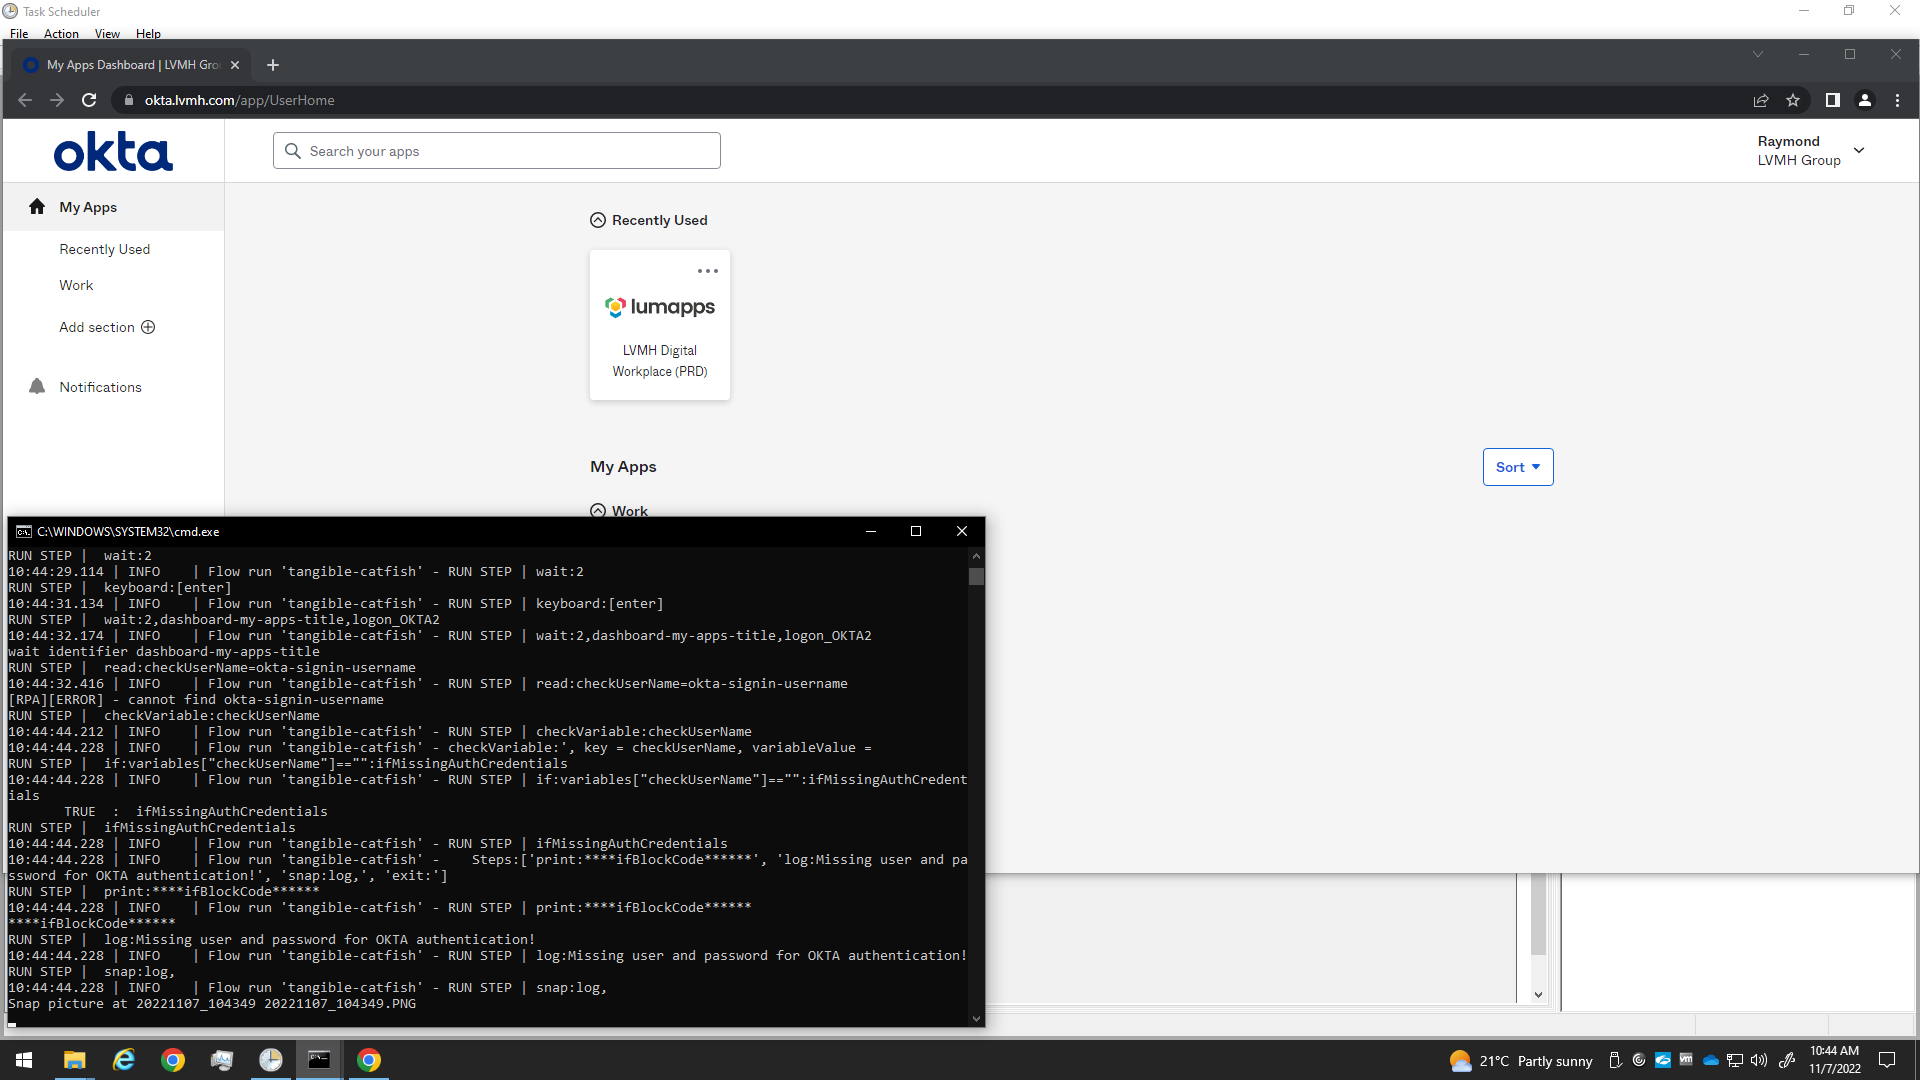 Task Scheduler
File Action View Help
My Apps Dashboard | LVMH Gro
okta.lvmh.com/app/UserHome
okta
Search your apps
Raymond
LVMH Group
My Apps
Recently Used
Work
Add section
Notifications
Recently Used
lumapps
LVMH Digital
Workplace (PRD)
My Apps
Sort
Work
C:\WINDOWS\SYSTEM32\cmd.exe
RUN STEP |  wait:2
10:44:29.114 | INFO    | Flow run 'tangible-catfish' - RUN STEP | wait:2
RUN STEP |  keyboard:[enter]
10:44:31.134 | INFO    | Flow run 'tangible-catfish' - RUN STEP | keyboard:[enter]
RUN STEP |  wait:2,dashboard-my-apps-title,logon_OKTA2
10:44:32.174 | INFO    | Flow run 'tangible-catfish' - RUN STEP | wait:2,dashboard-my-apps-title,logon_OKTA2
wait identifier dashboard-my-apps-title
RUN STEP |  read:checkUserName=okta-signin-username
10:44:32.416 | INFO    | Flow run 'tangible-catfish' - RUN STEP | read:checkUserName=okta-signin-username
[RPA][ERROR] - cannot find okta-signin-username
RUN STEP |  checkVariable:checkUserName
10:44:44.212 | INFO    | Flow run 'tangible-catfish' - RUN STEP | checkVariable:checkUserName
10:44:44.228 | INFO    | Flow run 'tangible-catfish' - checkVariable:', key = checkUserName, variableValue =
RUN STEP |  if:variables["checkUserName"]=="":ifMissingAuthCredentials
10:44:44.228 | INFO    | Flow run 'tangible-catfish' - RUN STEP | if:variables["checkUserName"]=="":ifMissingAuthCredent
ials
       TRUE  :  ifMissingAuthCredentials
RUN STEP |  ifMissingAuthCredentials
10:44:44.228 | INFO    | Flow run 'tangible-catfish' - RUN STEP | ifMissingAuthCredentials
10:44:44.228 | INFO    | Flow run 'tangible-catfish' -    Steps:['print:****ifBlockCode******', 'log:Missing user and pa
ssword for OKTA authentication!', 'snap:log,', 'exit:']
RUN STEP |  print:****ifBlockCode******
10:44:44.228 | INFO    | Flow run 'tangible-catfish' - RUN STEP | print:****ifBlockCode******
****ifBlockCode******
RUN STEP |  log:Missing user and password for OKTA authentication!
10:44:44.228 | INFO    | Flow run 'tangible-catfish' - RUN STEP | log:Missing user and password for OKTA authentication!
RUN STEP |  snap:log,
10:44:44.228 | INFO    | Flow run 'tangible-catfish' - RUN STEP | snap:log,
Snap picture at 20221107_104349 20221107_104349.PNG
21°C Partly sunny
10:44 AM
11/7/2022